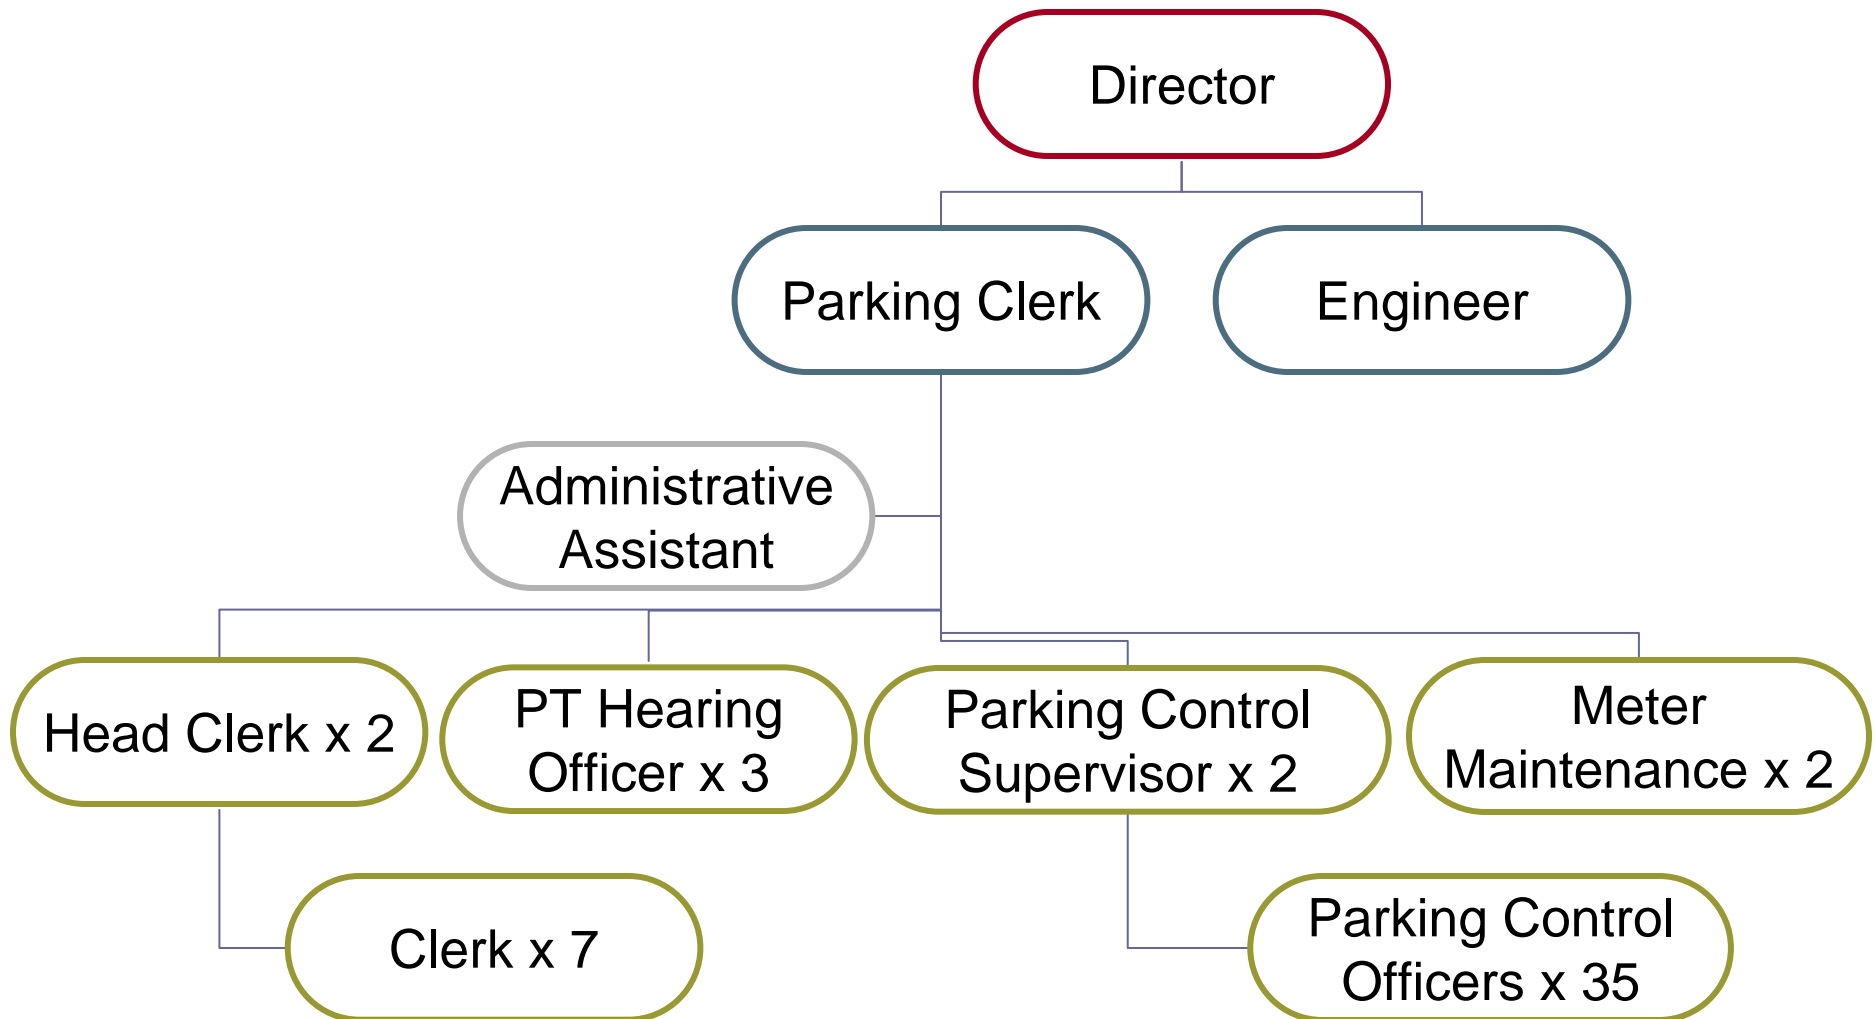 Director
Parking Clerk
Engineer
Administrative
Assistant
Head Clerk x 2
PT Hearing
Officer x 3
Parking Control
Supervisor x 2
Meter
Maintenance x 2
Clerk x 7
Parking Control
Officers x 35